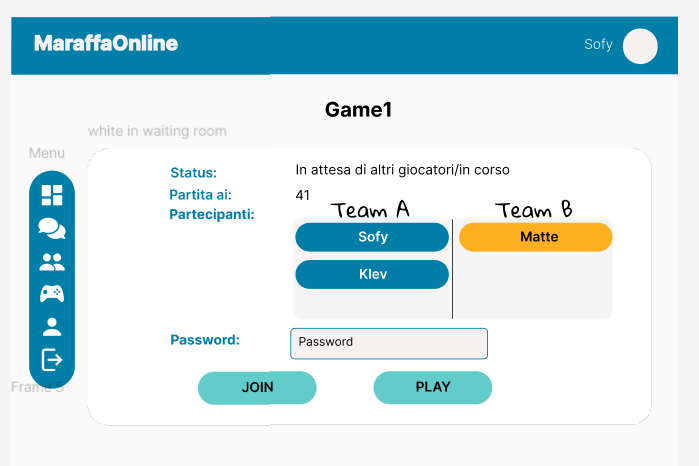 MaraffaOnline
Sofy
Game1
white in waiting room
Menu
Status: In attesa di altri giocatori/in corso
Partita ai: 41
Partecipanti: Team A Team B
Sofy Matte
Klev
Password: Password
Frame 5
JOIN PLAY